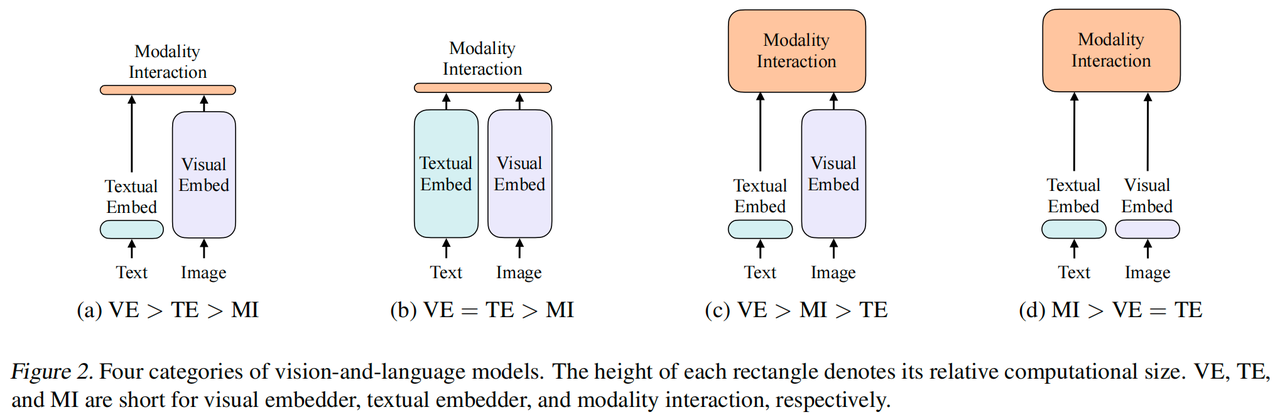 Modality
Interaction
Textual
Embed
Visual
Embed
Text
Image
(a) VE > TE > MI
Modality
Interaction
Textual
Embed
Visual
Embed
Text
Image
(b) VE = TE > MI
Modality
Interaction
Textual
Embed
Visual
Embed
Text
Image
(c) VE > MI > TE
Modality
Interaction
Textual
Embed
Visual
Embed
Text
Image
(d) MI > VE = TE
Figure 2. Four categories of vision-and-language models. The height of each rectangle denotes its relative computational size. VE, TE,
and MI are short for visual embedder, textual embedder, and modality interaction, respectively.